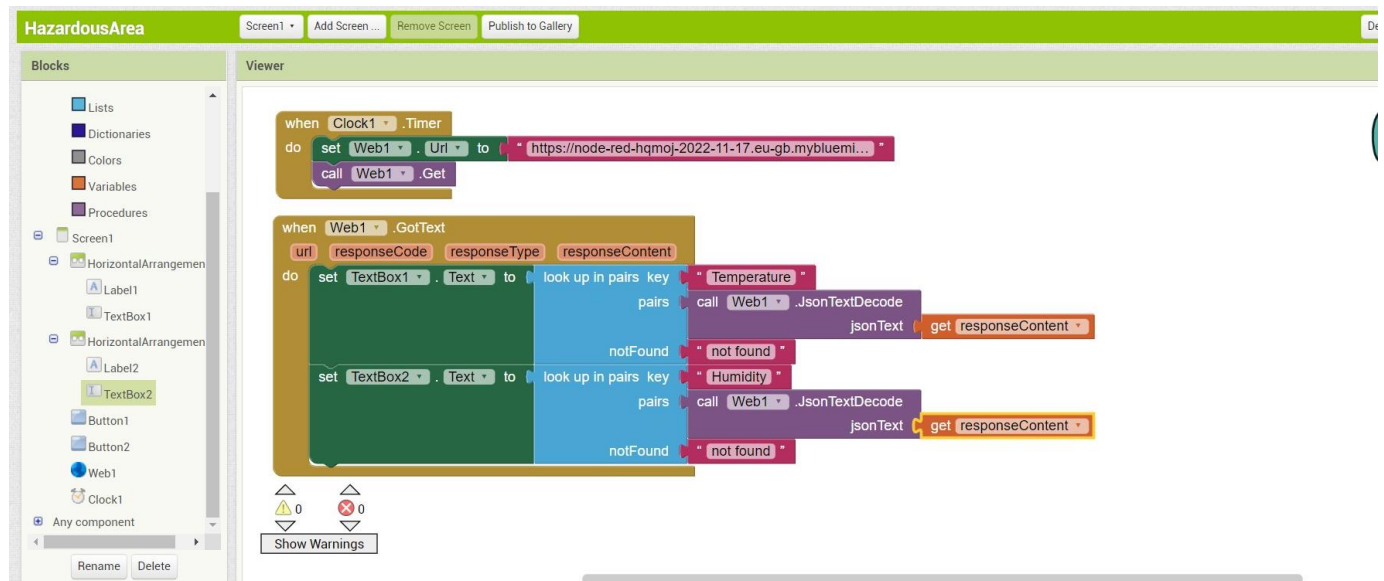 HazardousArea
Screen1 Add Screen ... Remove Screen Publish to Gallery De
Blocks
Viewer
Lists
Dictionaries
Colors
Variables
Procedures
Screen1
HorizontalArrangemen
Label1
TextBox1
HorizontalArrangemen
Label2
TextBox2
Button1
Button2
Web1
Clock1
Any component
Rename Delete
when Clock1 .Timer
do set Web1 . Url to " https://node-red-hqmoj-2022-11-17.eu-gb.mybluemi... "
call Web1 .Get
when Web1 .GotText
url responseCode responseType responseContent
do set TextBox1 . Text to look up in pairs key " Temperature "
pairs call Web1 .JsonTextDecode
jsonText get responseContent
notFound " not found "
set TextBox2 . Text to look up in pairs key " Humidity "
pairs call Web1 .JsonTextDecode
jsonText get responseContent
notFound " not found "
0 0
Show Warnings